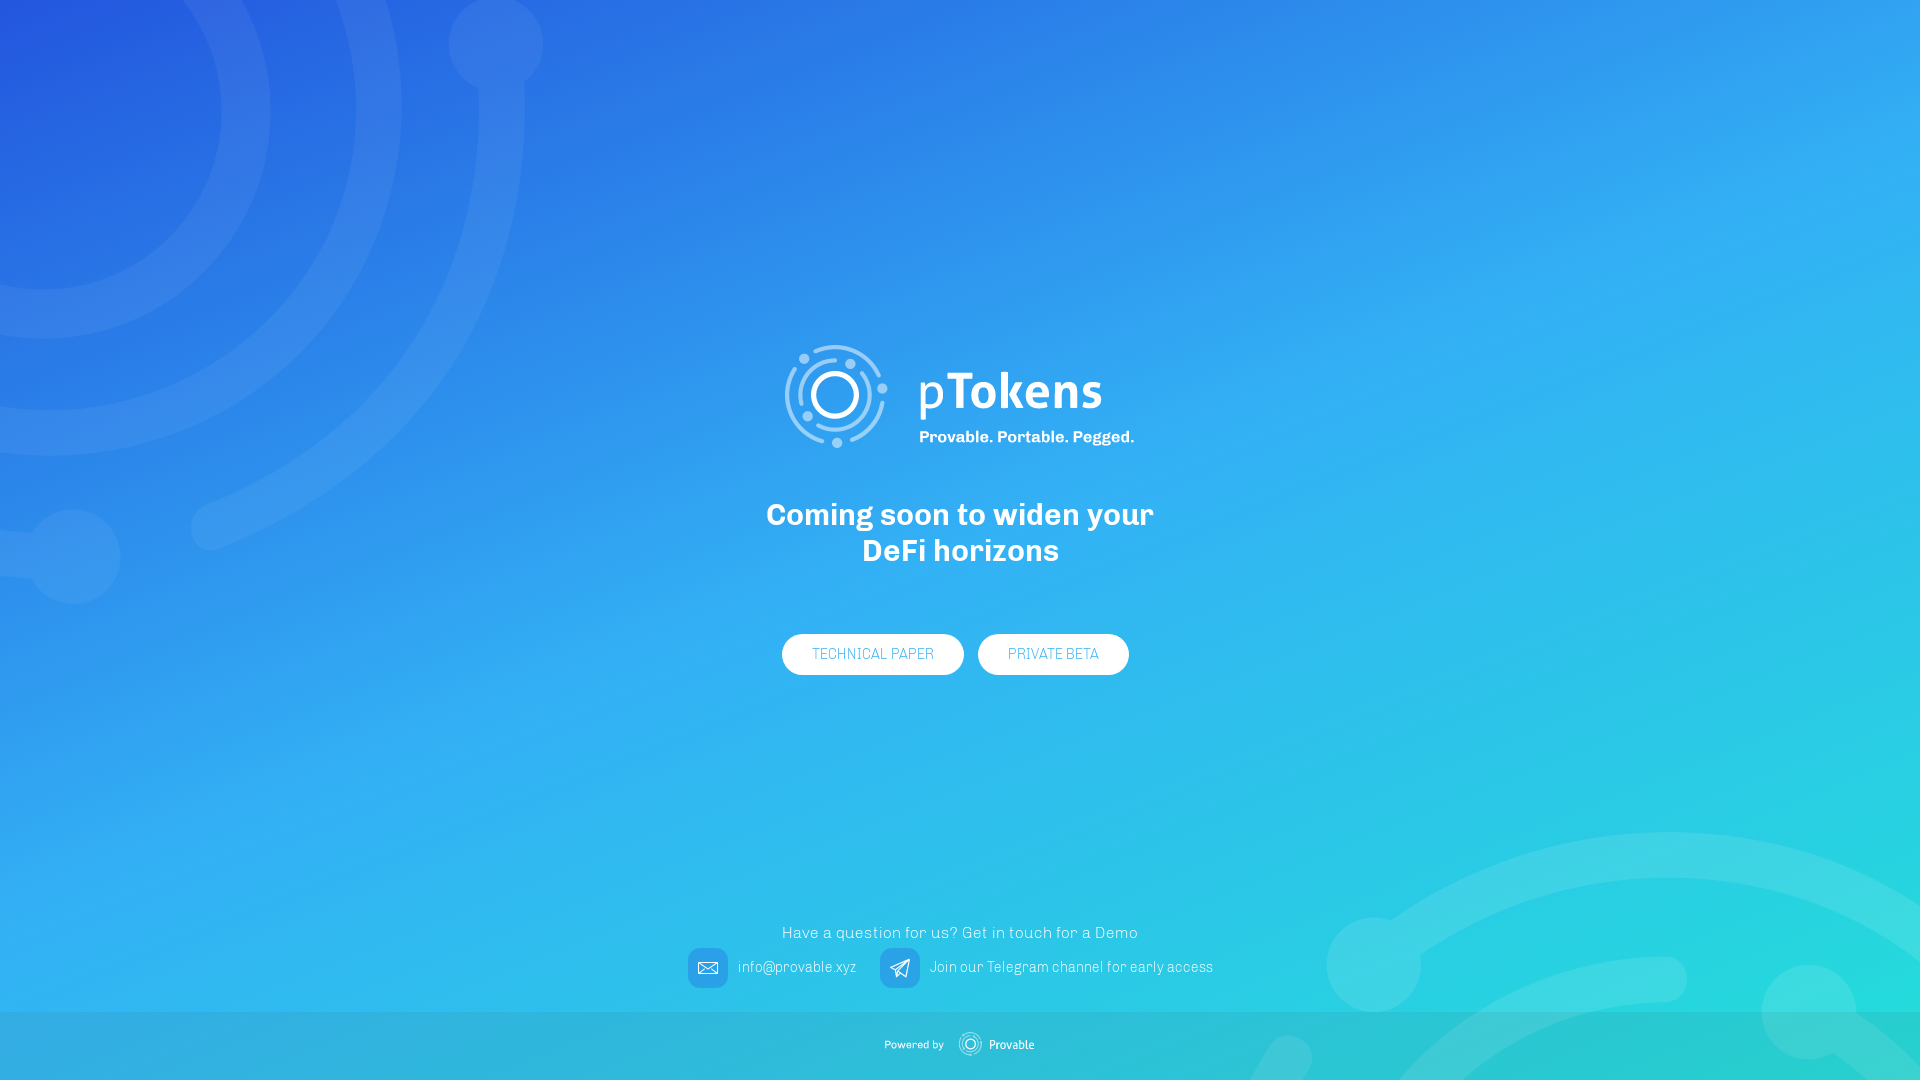 pTokens
Provable. Portable. Pegged.
Coming soon to widen your
DeFi horizons
TECHNICAL PAPER
PRIVATE BETA
Have a question for us? Get in touch for a Demo
info@provable.xyz
Join our Telegram channel for early access
Powered by
Provable